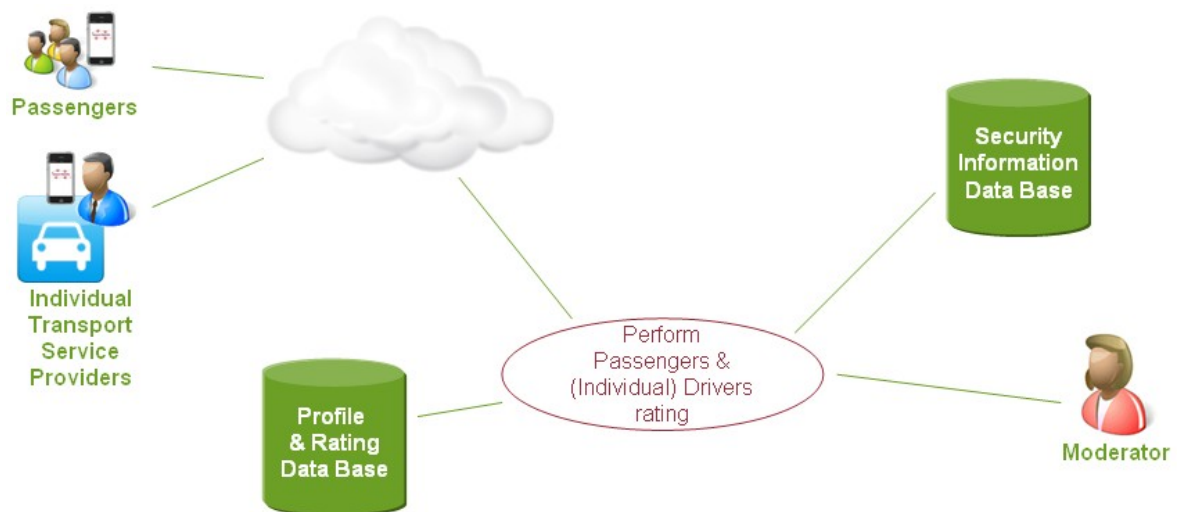 Passengers
Individual
Transport
Service
Providers
Security
Information
Data Base
Perform
Passengers &
(Individual) Drivers
rating
Profile
& Rating
Data Base
Moderator